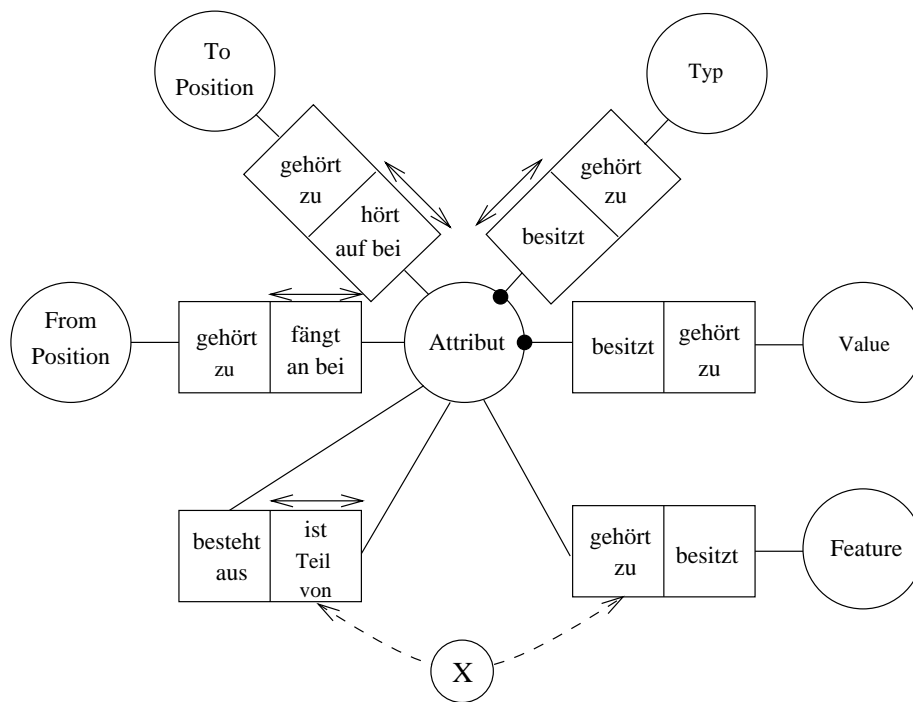 To
Position
Typ
gehört
zu
hört
auf bei
gehört
zu
besitzt
From
Position
gehört
zu
fängt
an bei
Attribut
besitzt
gehört
zu
Value
besteht
aus
ist
Teil
von
gehört
zu
besitzt
Feature
X